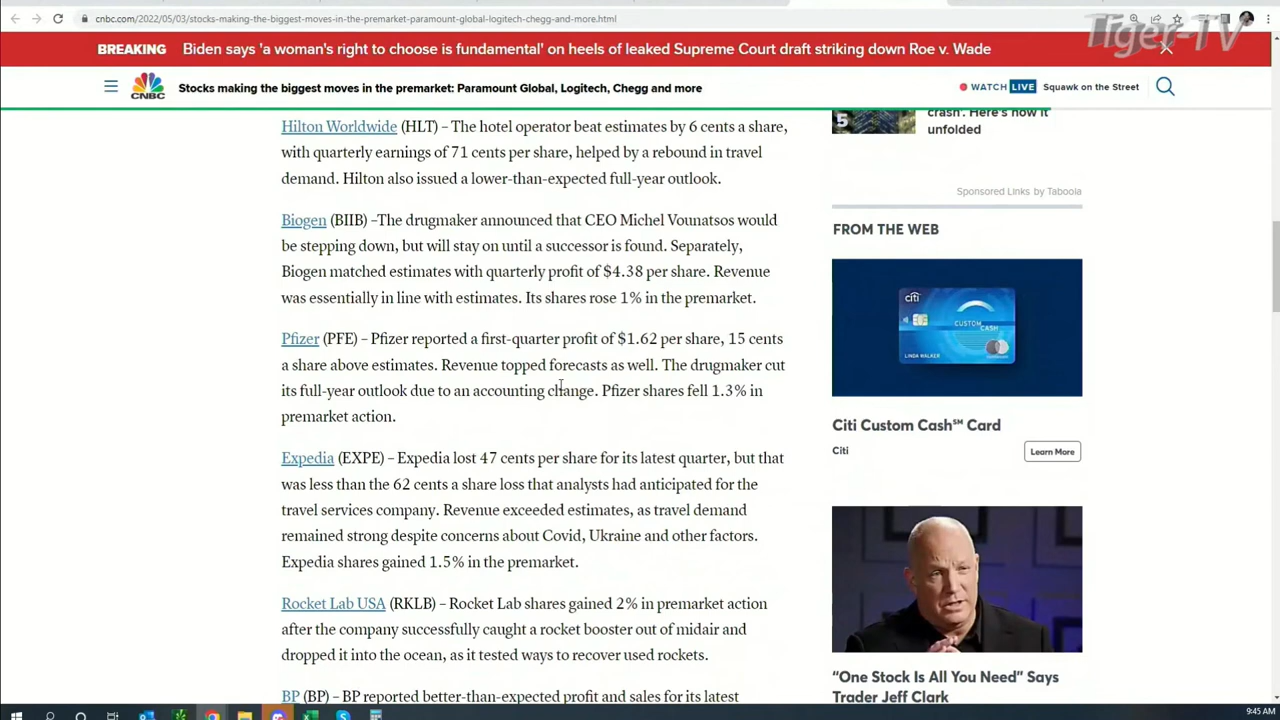 cnbc.com/2022/05/03/stocks-making-the-biggest-moves-in-the-premarket-paramount-global-logitech-chegg-and-more.html
Tiger-TV
BREAKING Biden says 'a woman's right to choose is fundamental' on heels of leaked Supreme Court draft striking down Roe v. Wade
CNBC
Stocks making the biggest moves in the premarket: Paramount Global, Logitech, Chegg and more
WATCH LIVE Squawk on the Street
Hilton Worldwide (HLT) – The hotel operator beat estimates by 6 cents a share,
with quarterly earnings of 71 cents per share, helped by a rebound in travel
demand. Hilton also issued a lower-than-expected full-year outlook.
Biogen (BIIB) –The drugmaker announced that CEO Michel Vounatsos would
be stepping down, but will stay on until a successor is found. Separately,
Biogen matched estimates with quarterly profit of $4.38 per share. Revenue
was essentially in line with estimates. Its shares rose 1% in the premarket.
Pfizer (PFE) – Pfizer reported a first-quarter profit of $1.62 per share, 15 cents
a share above estimates. Revenue topped forecasts as well. The drugmaker cut
its full-year outlook due to an accounting change. Pfizer shares fell 1.3% in
premarket action.
Expedia (EXPE) – Expedia lost 47 cents per share for its latest quarter, but that
was less than the 62 cents a share loss that analysts had anticipated for the
travel services company. Revenue exceeded estimates, as travel demand
remained strong despite concerns about Covid, Ukraine and other factors.
Expedia shares gained 1.5% in the premarket.
Rocket Lab USA (RKLB) – Rocket Lab shares gained 2% in premarket action
after the company successfully caught a rocket booster out of midair and
dropped it into the ocean, as it tested ways to recover used rockets.
BP (BP) – BP reported better-than-expected profit and sales for its latest
5
crash'. Here's how it
unfolded
Sponsored Links by Taboola
FROM THE WEB
citi
CUSTOM
CASH
LINDA WALKER
Citi Custom Cash℠ Card
Citi
Learn More
“One Stock Is All You Need” Says
Trader Jeff Clark
9:45 AM